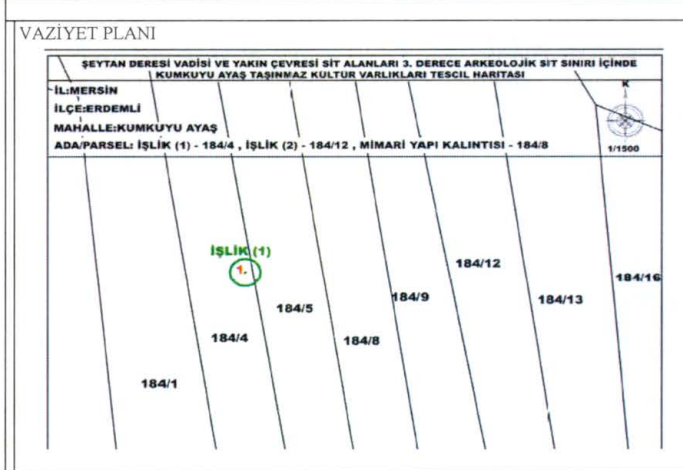 VAZİYET PLANI
ŞEYTAN DERESİ VADİSİ VE YAKIN ÇEVRESİ SİT ALANLARI 3. DERECE ARKEOLOJİK SİT SINIRI İÇİNDE
KUMKUYU AYAŞ TAŞINMAZ KÜLTÜR VARLIKLARI TESCİL HARİTASI
İL:MERSİN
İLÇE:ERDEMLİ
MAHALLE:KUMKUYU AYAŞ
ADA/PARSEL: İŞLİK (1) - 184/4 , İŞLİK (2) - 184/12 , MİMARİ YAPI KALINTISI - 184/8
K
1/1500
İŞLİK (1)
1.
184/12
184/16
184/9
184/13
184/5
184/4
184/8
184/1